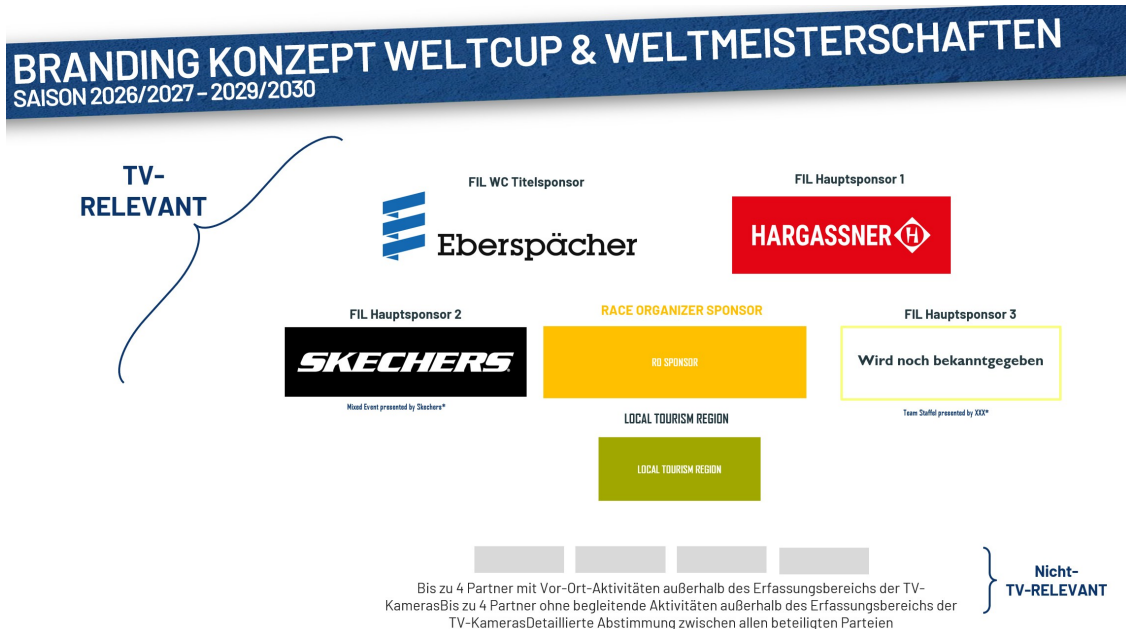 BRANDING KONZEPT WELTCUP & WELTMEISTERSCHAFTEN
SAISON 2026/2027 – 2029/2030
TV-
RELEVANT
FIL WC Titelsponsor
Eberspächer
FIL Hauptsponsor 1
HARGASSNER H
FIL Hauptsponsor 2
SKECHERS
Mixed Event presented by Skechers*
RACE ORGANIZER SPONSOR
RO SPONSOR
FIL Hauptsponsor 3
Wird noch bekanntgegeben
Team Staffel presented by XXX*
LOCAL TOURISM REGION
LOCAL TOURISM REGION
Bis zu 4 Partner mit Vor-Ort-Aktivitäten außerhalb des Erfassungsbereichs der TV-
KamerasBis zu 4 Partner ohne begleitende Aktivitäten außerhalb des Erfassungsbereichs der
TV-KamerasDetaillierte Abstimmung zwischen allen beteiligten Parteien
Nicht-
TV-RELEVANT